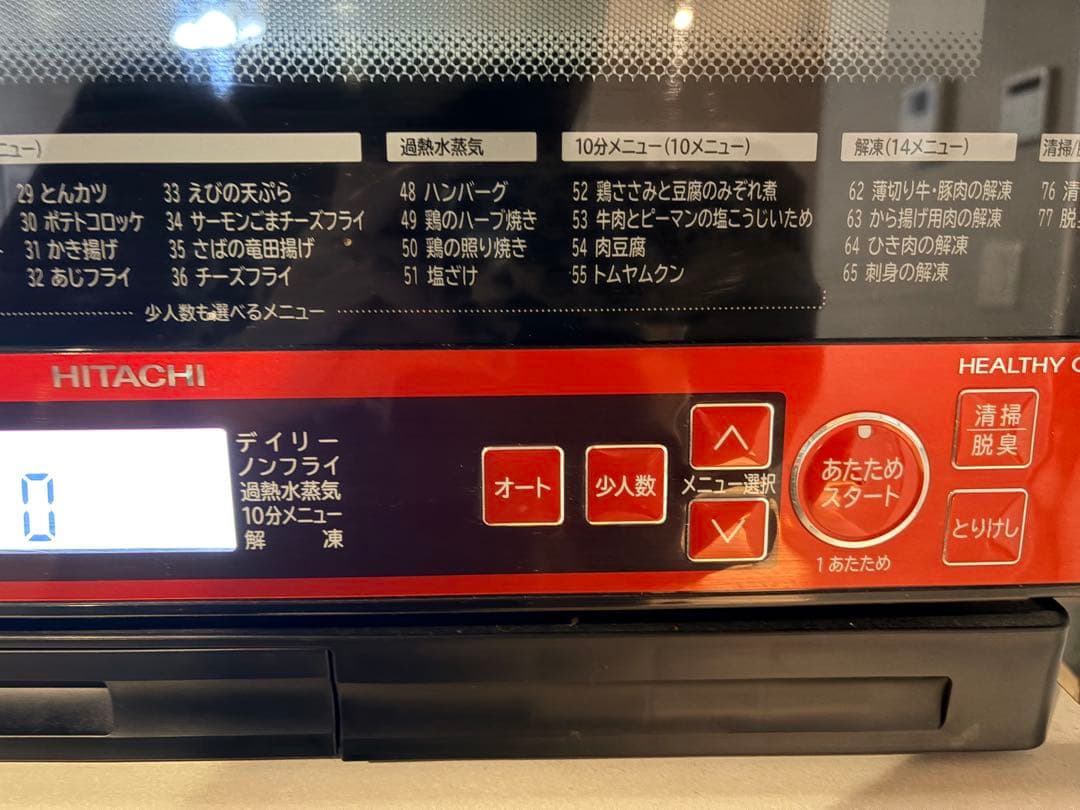 ニュー)
29 とんカツ
30 ポテトコロッケ
31 かき揚げ
32 あじフライ
33 えびの天ぷら
34 サーモンごまチーズフライ
35 さばの竜田揚げ
36 チーズフライ
少人数も選べるメニュー
過熱水蒸気
48 ハンバーグ
49 鶏のハーブ焼き
50 鶏の照り焼き
51 塩ざけ
10分メニュー(10メニュー)
52 鶏ささみと豆腐のみぞれ煮
53 牛肉とピーマンの塩こうじいため
54 肉豆腐
55 トムヤムクン
解凍(14メニュー)
62 薄切り牛・豚肉の解凍
63 から揚げ用肉の解凍
64 ひき肉の解凍
65 刺身の解凍
清掃/
76 清
77 脱
HITACHI
HEALTHY
0
デイリー
ノンフライ
過熱水蒸気
10分メニュー
解 凍
オート
少人数
メニュー選択
あたため
スタート
1 あたため
清掃
脱臭
とりけし